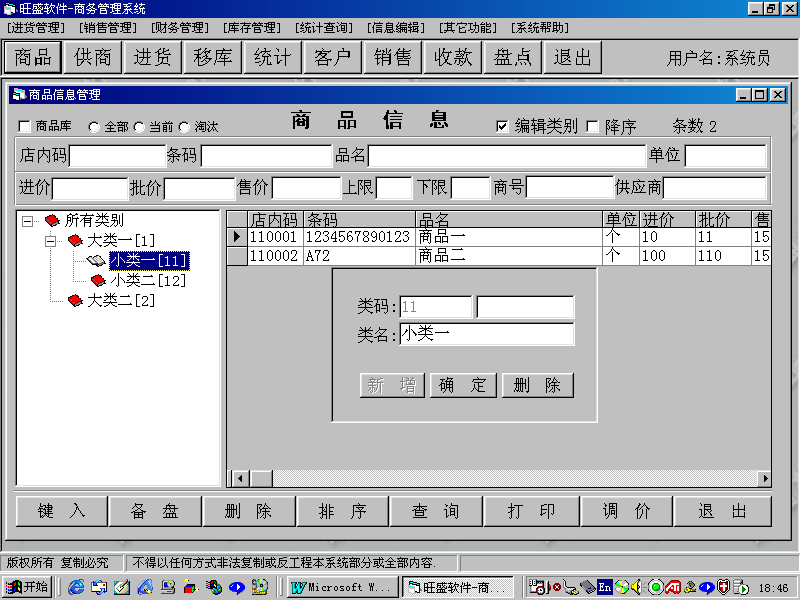 旺盛软件-商务管理系统
[进货管理] [销售管理] [财务管理] [库存管理] [统计查询] [信息编辑] [其它功能] [系统帮助]
商品 供商 进货 移库 统计 客户 销售 收款 盘点 退出 用户名:系统员
商品信息管理
商品库 全部 当前 淘汰 商 品 信 息 编辑类别 降序 条数 2
店内码 条码 品名 单位
进价 批价 售价 上限 下限 商号 供应商
所有类别
大类一[1]
小类一[11]
小类二[12]
大类二[2]
店内码 条码 品名 单位 进价 批价 售
110001 1234567890123 商品一 个 10 11 15
110002 A72 商品二 个 100 110 15
类码: 11
类名: 小类一
新 增 确 定 删 除
键 入 备 盘 删 除 排 序 查 询 打 印 调 价 退 出
版权所有 复制必究 不得以任何方式非法复制或反工程本系统部分或全部内容.
开始 Microsoft W... 旺盛软件-商... En 18:46